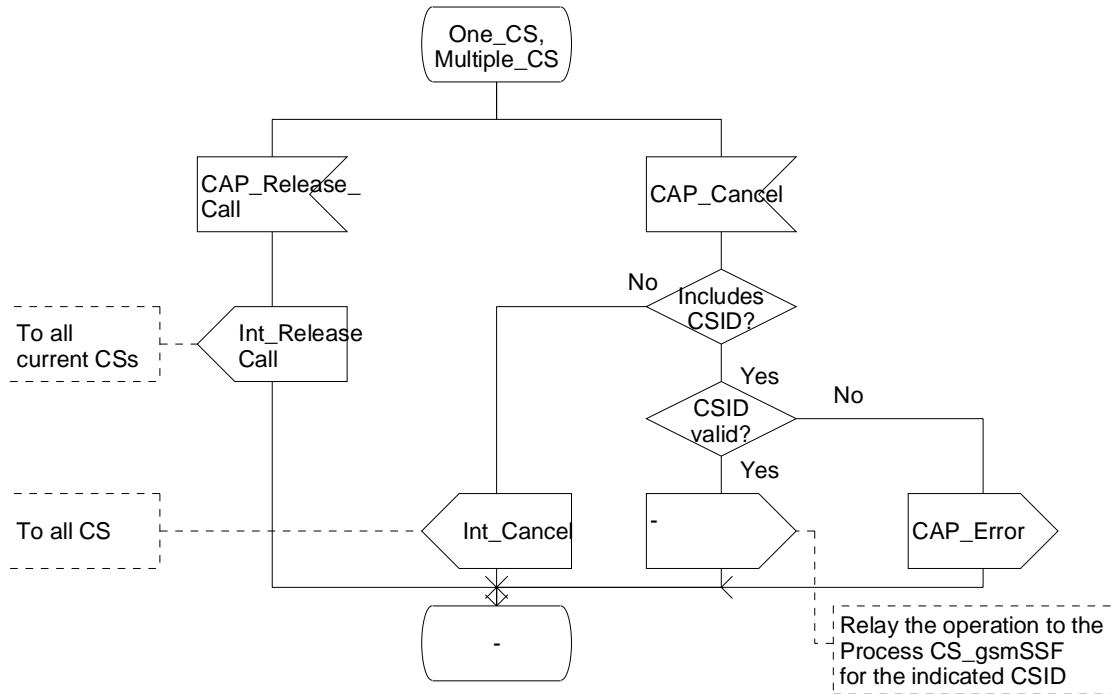 One_CS,
Multiple_CS
CAP_Release_
Call
CAP_Cancel
No
Includes
CSID?
To all
current CSs
Int_Release
Call
Yes
No
CSID
valid?
Yes
To all CS
Int_Cancel
-
CAP_Error
-
Relay the operation to the
Process CS_gsmSSF
for the indicated CSID